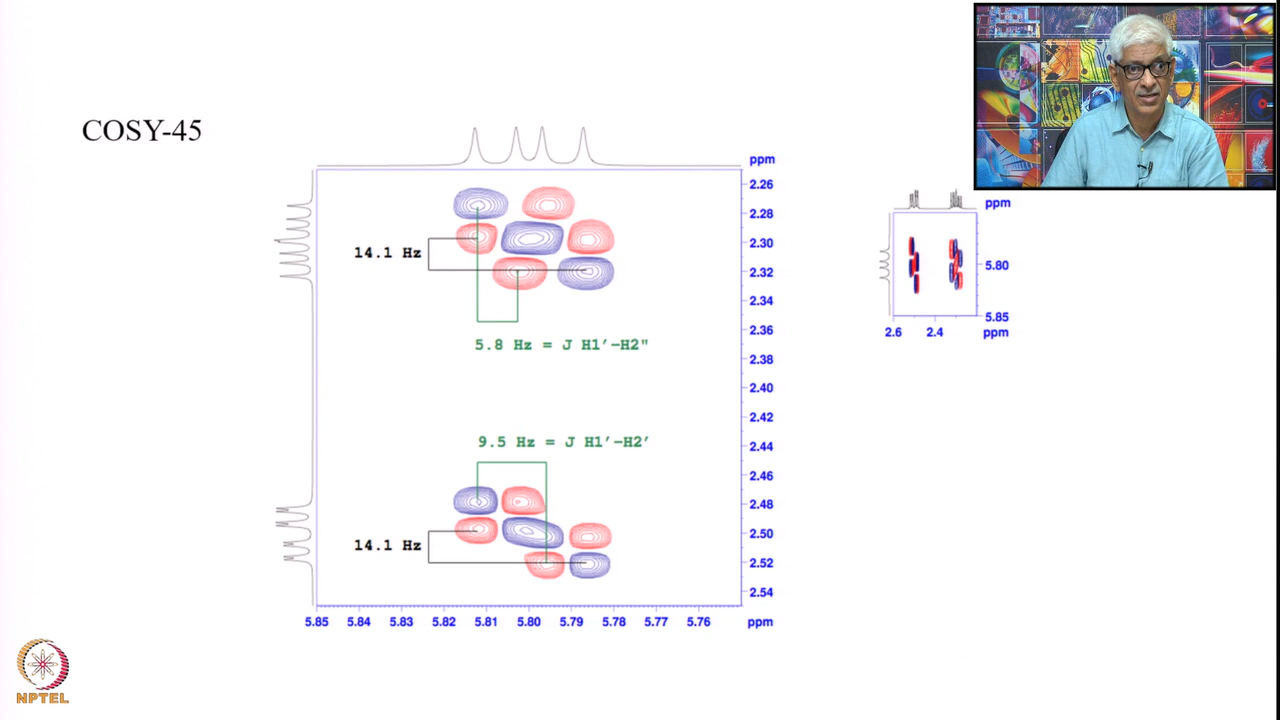 COSY-45
ppm
2.26
2.28
2.30
2.32
2.34
2.36
2.38
2.40
2.42
2.44
2.46
2.48
2.50
2.52
2.54
14.1 Hz
5.8 Hz = J H1′-H2"
9.5 Hz = J H1′-H2′
14.1 Hz
5.85 5.84 5.83 5.82 5.81 5.80 5.79 5.78 5.77 5.76 ppm
ppm
5.80
5.85
2.6 2.4 ppm
NPTEL